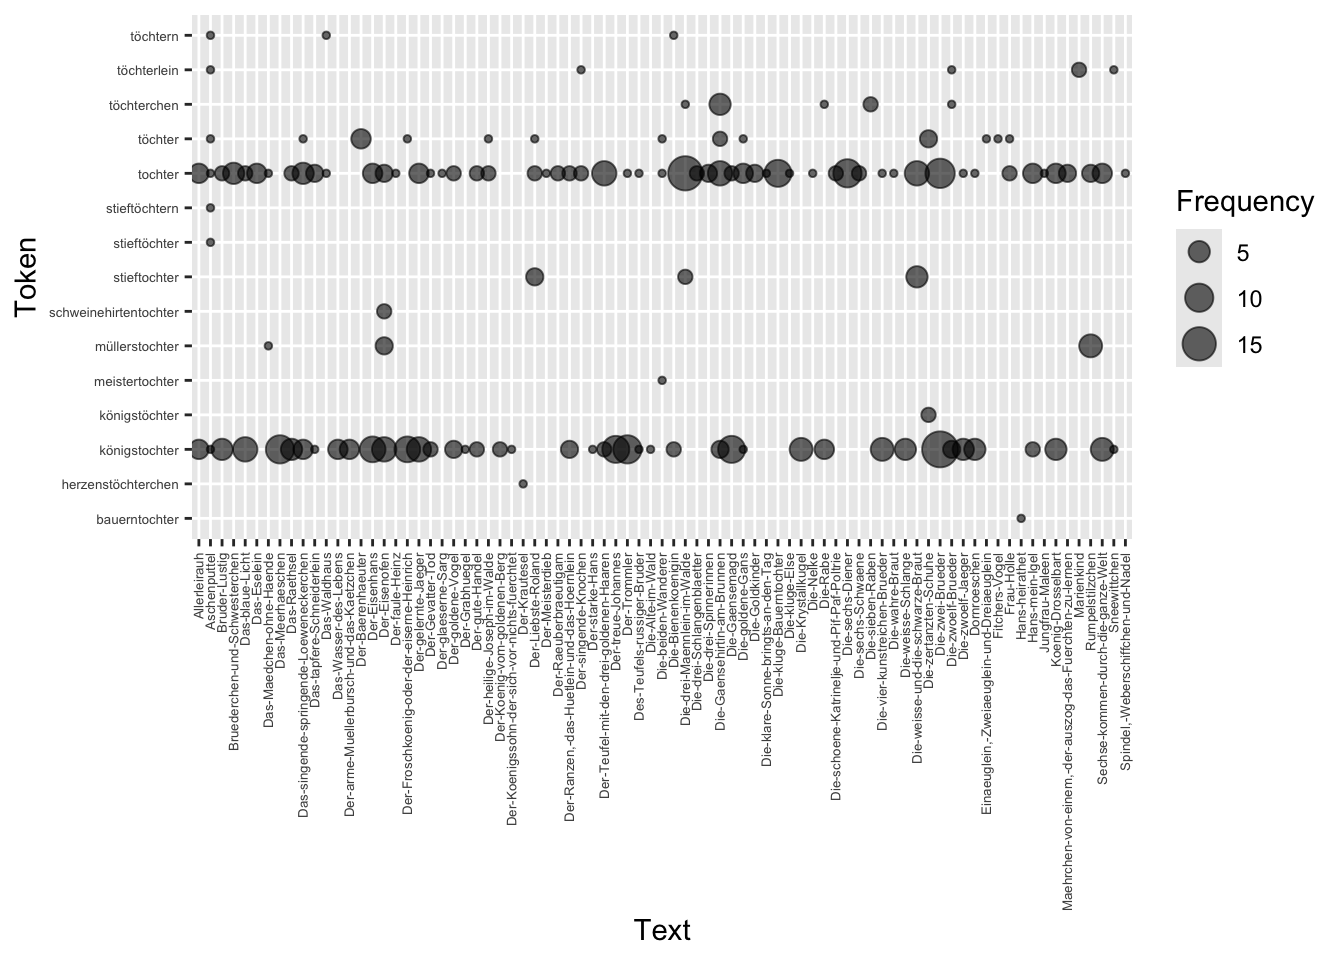 töchtern
töchterlein
töchterchen
töchter
tochter
stieftöchtern
stieftöchter
stieftochter
schweinehirtentochter
müllerstochter
meistertochter
königstöchter
königstochter
herzenstöchterchen
bauerntochter
Token
Allerleirauh
Aschenputtel
Bruder-Lustig
Bruederchen-und-Schwesterchen
Das-blaue-Licht
Das-Eselein
Das-Maedchen-ohne-Haende
Das-Meerhaeschen
Das-Raethsel
Das-singende-springende-Loeweneckerchen
Das-tapfere-Schneiderlein
Das-Waldhaus
Das-Wasser-des-Lebens
Der-arme-Muellerbursch-und-das-Kaetzchen
Der-Baerenhaeuter
Der-Eisenhans
Der-Eisenofen
Der-faule-Heinz
Der-Froschkoenig-oder-der-eiserne-Heinrich
Der-gelernte-Jaeger
Der-Gevatter-Tod
Der-glaeserne-Sarg
Der-goldene-Vogel
Der-Grabhuegel
Der-gute-Handel
Der-heilige-Joseph-im-Walde
Der-Koenig-vom-goldenen-Berg
Der-Koenigssohn-der-sich-vor-nichts-fuerchtet
Der-Krautesel
Der-Liebste-Roland
Der-Meisterdieb
Der-Raeuberbraeutigam
Der-Ranzen,-das-Huetlein-und-das-Hoernlein
Der-singende-Knochen
Der-starke-Hans
Der-Teufel-mit-den-drei-goldenen-Haaren
Der-treue-Johannes
Der-Trommler
Des-Teufels-russiger-Bruder
Die-Alte-im-Wald
Die-beiden-Wanderer
Die-Bienenkoenigin
Die-drei-Maennlein-im-Walde
Die-drei-Schlangenblaetter
Die-drei-Spinnerinnen
Die-Gaensehirtin-am-Brunnen
Die-Gaensemagd
Die-goldene-Gans
Die-Goldkinder
Die-klare-Sonne-bringts-an-den-Tag
Die-kluge-Bauerntochter
Die-kluge-Else
Die-Krystallkugel
Die-Nelke
Die-Rabe
Die-schoene-Katrinelje-und-Pif-Paf-Poltrie
Die-sechs-Diener
Die-sechs-Schwaene
Die-sieben-Raben
Die-vier-kunstreichen-Brueder
Die-wahre-Braut
Die-weisse-Schlange
Die-weisse-und-die-schwarze-Braut
Die-zertanzten-Schuhe
Die-zwei-Brueder
Die-zwoelf-Brueder
Die-zwoelf-Jaeger
Dornroeschen
Einaeuglein,-Zweiaeuglein-und-Dreiaeuglein
Fitchers-Vogel
Frau-Holle
Hans-heirathet
Hans-mein-Igel
Jungfrau-Maleen
Koenig-Drosselbart
Maehrchen-von-einem,-der-auszog-das-Fuerchten-zu-lernen
Marienkind
Rumpelstilzchen
Sechse-kommen-durch-die-ganze-Welt
Sneewittchen
Spindel,-Weberschiffchen-und-Nadel
Text
Frequency
5
10
15